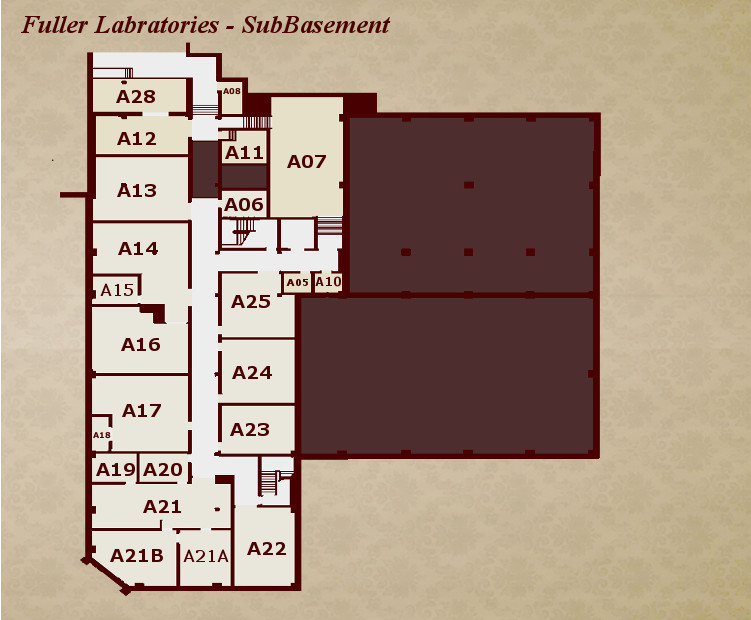 Fuller Labratories - SubBasement
A28
A08
A12
A11
A07
A13
A06
A14
A15
A05
A10
A25
A16
A24
A17
A18
A23
A19
A20
A21
A21B
A21A
A22